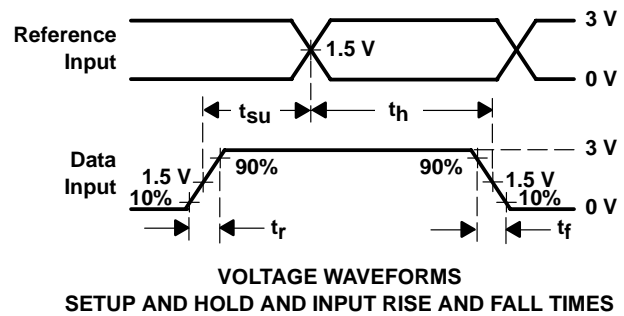 Reference
Input
3 V
1.5 V
0 V
tsu
th
Data
Input
3 V
1.5 V
10%
90%
90%
1.5 V
10%
0 V
tr
tf
VOLTAGE WAVEFORMS
SETUP AND HOLD AND INPUT RISE AND FALL TIMES